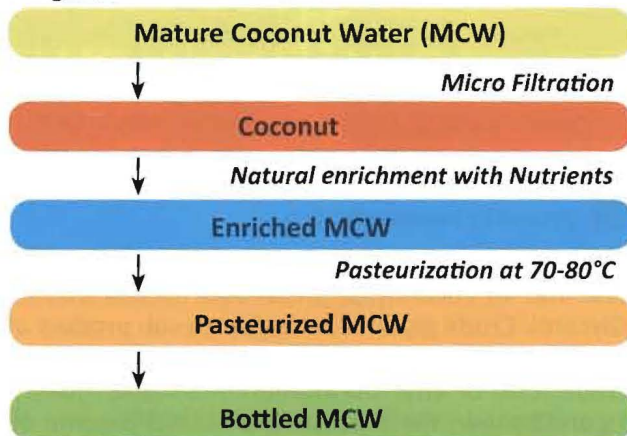 Mature Coconut Water (MCW)
Micro Filtration
Coconut
Natural enrichment with Nutrients
Enriched MCW
Pasteurization at 70-80°C
Pasteurized MCW
Bottled MCW